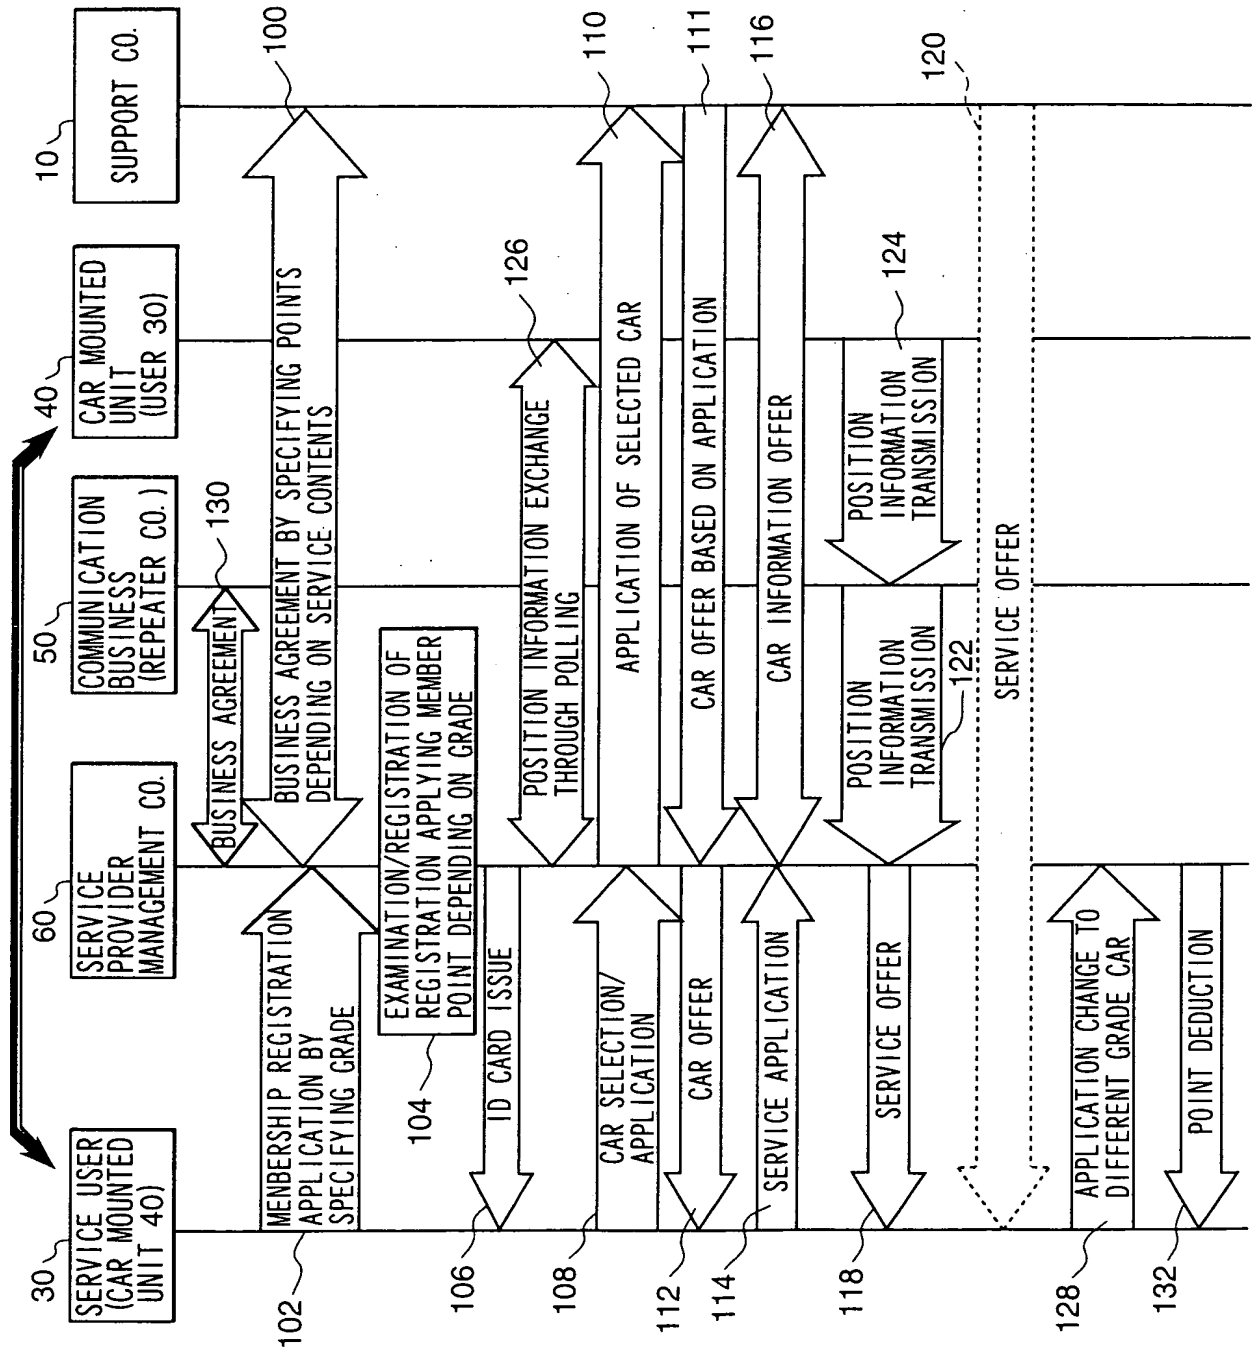 30
SERVICE USER
(CAR MOUNTED
UNIT 40)
60
SERVICE
PROVIDER
MANAGEMENT CO.
50
COMMUNICATION
BUSINESS
(REPEATER CO.)
40
CAR MOUNTED
UNIT
(USER 30)
10
SUPPORT CO.
BUSINESS AGREEMENT
130
102
MENBERSHIP REGISTRATION
APPLICATION BY
SPECIFYING GRADE
BUSINESS AGREEMENT BY SPECIFYING POINTS
DEPENDING ON SERVICE CONTENTS
100
104
EXAMINATION/REGISTRATION OF
REGISTRATION APPLYING MEMBER
POINT DEPENDING ON GRADE
106
ID CARD ISSUE
POSITION INFORMATION EXCHANGE
THROUGH POLLING
126
108
CAR SELECTION/
APPLICATION
APPLICATION OF SELECTED CAR
110
112
CAR OFFER
CAR OFFER BASED ON APPLICATION
111
114
SERVICE APPLICATION
CAR INFORMATION OFFER
116
118
SERVICE OFFER
POSITION
INFORMATION
TRANSMISSION
122
POSITION
INFORMATION
TRANSMISSION
124
SERVICE OFFER
120
128
APPLICATION CHANGE TO
DIFFERENT GRADE CAR
132
POINT DEDUCTION